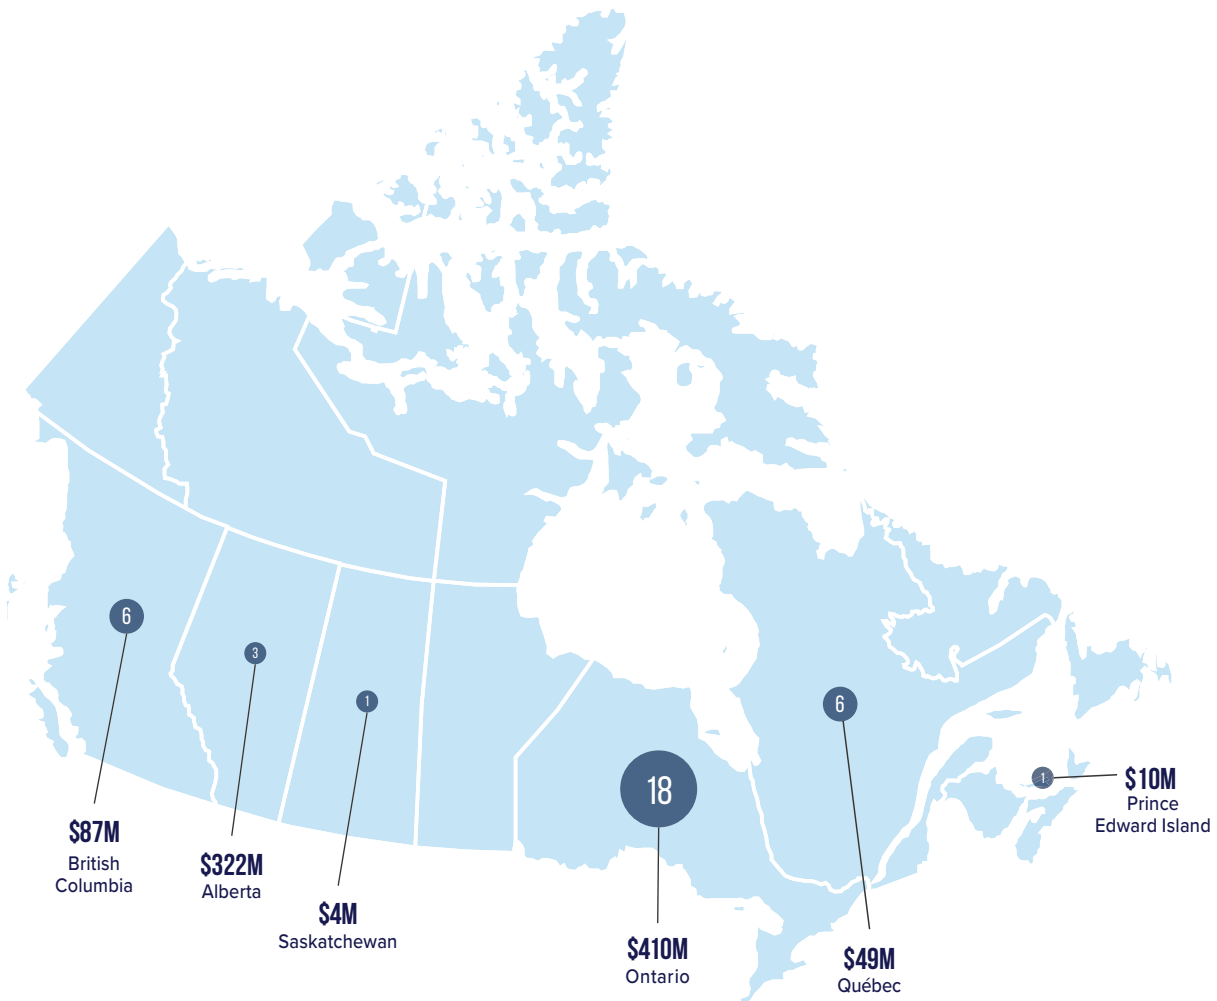 6
3
1
6
18
1
$10M
Prince
Edward Island
$87M
British
Columbia
$322M
Alberta
$4M
Saskatchewan
$410M
Ontario
$49M
Québec